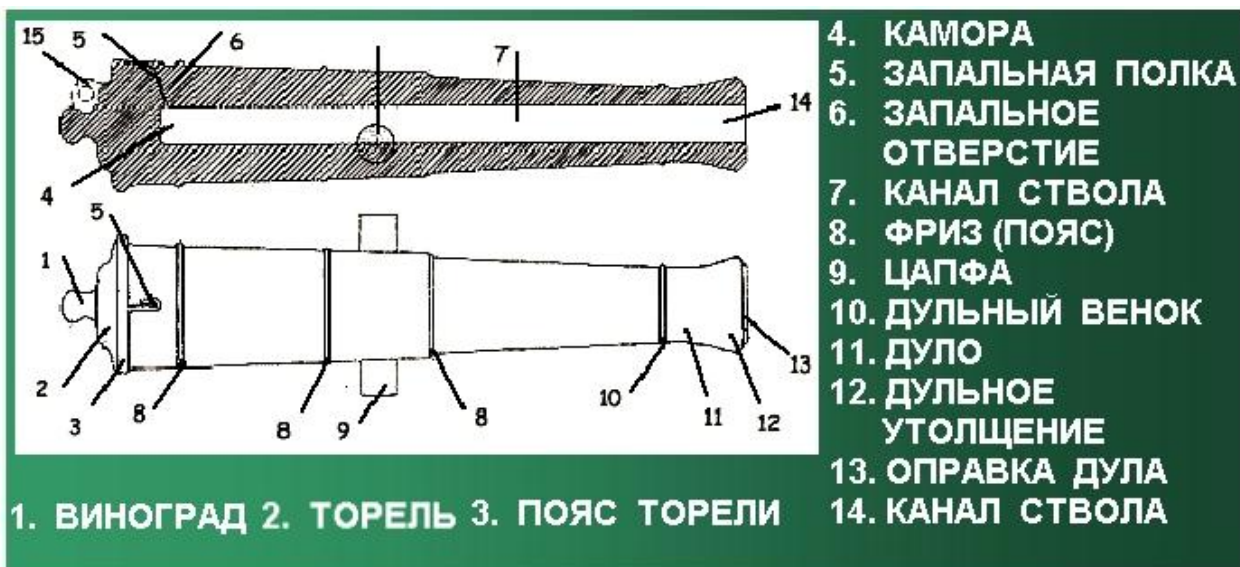 15 5 6 7 14
4
5
1
2
3
8
8
9
8
10
11
12
13
4. КАМОРА
5. ЗАПАЛЬНАЯ ПОЛКА
6. ЗАПАЛЬНОЕ
ОТВЕРСТИЕ
7. КАНАЛ СТВОЛА
8. ФРИЗ (ПОЯС)
9. ЦАПФА
10. ДУЛЬНЫЙ ВЕНОК
11. ДУЛО
12. ДУЛЬНОЕ
УТОЛЩЕНИЕ
13. ОПРАВКА ДУЛА
14. КАНАЛ СТВОЛА
1. ВИНОГРАД 2. ТОРЕЛЬ 3. ПОЯС ТОРЕЛИ